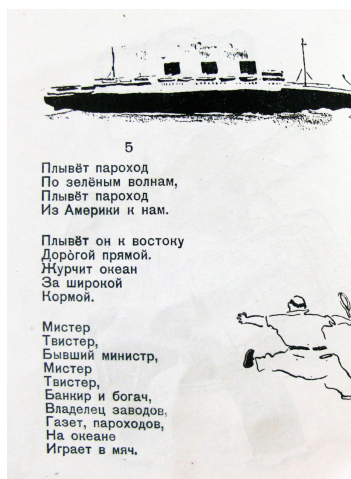 5
Плывёт пароход
По зелёным волнам,
Плывёт пароход
Из Америки к нам.
Плывёт он к востоку
Дорогой прямой.
Журчит океан
За широкой
Кормой.
Мистер
Твистер,
Бывший министр,
Мистер
Твистер,
Банкир и богач,
Владелец заводов,
Газет, пароходов,
На океане
Играет в мяч.